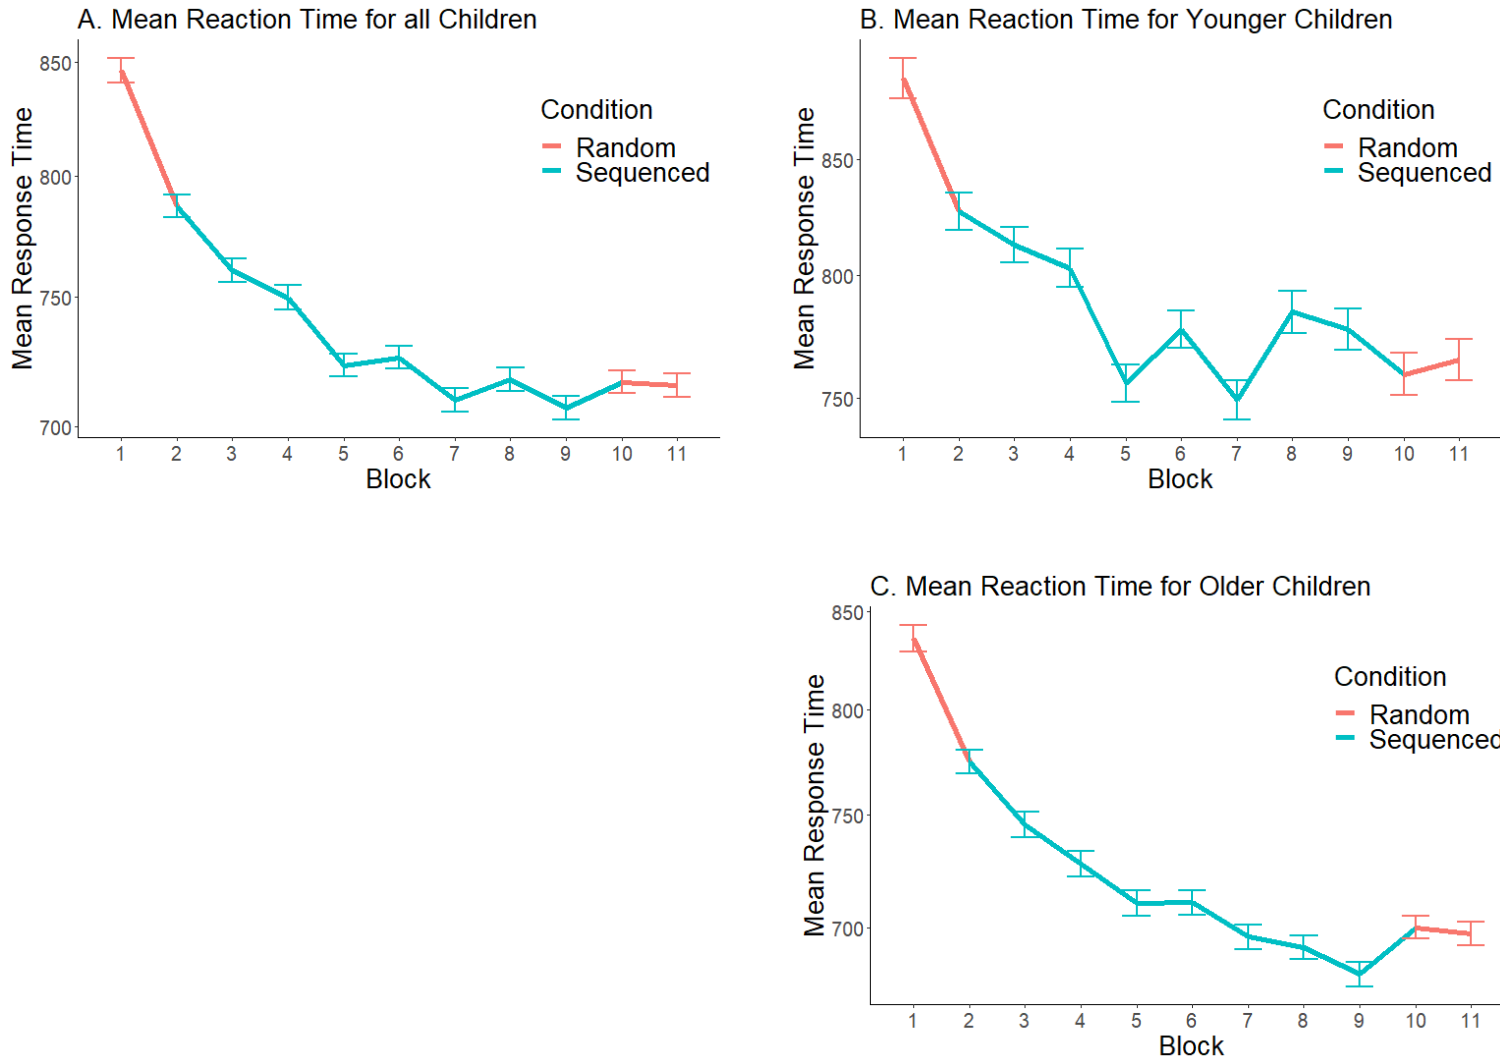 A. Mean Reaction Time for all Children
850
800
750
700
Mean Response Time
Condition
Random
Sequenced
1 2 3 4 5 6 7 8 9 10 11
Block
B. Mean Reaction Time for Younger Children
850
800
750
Mean Response Time
Condition
Random
Sequenced
1 2 3 4 5 6 7 8 9 10 11
Block
C. Mean Reaction Time for Older Children
850
800
750
700
Mean Response Time
Condition
Random
Sequenced
1 2 3 4 5 6 7 8 9 10 11
Block